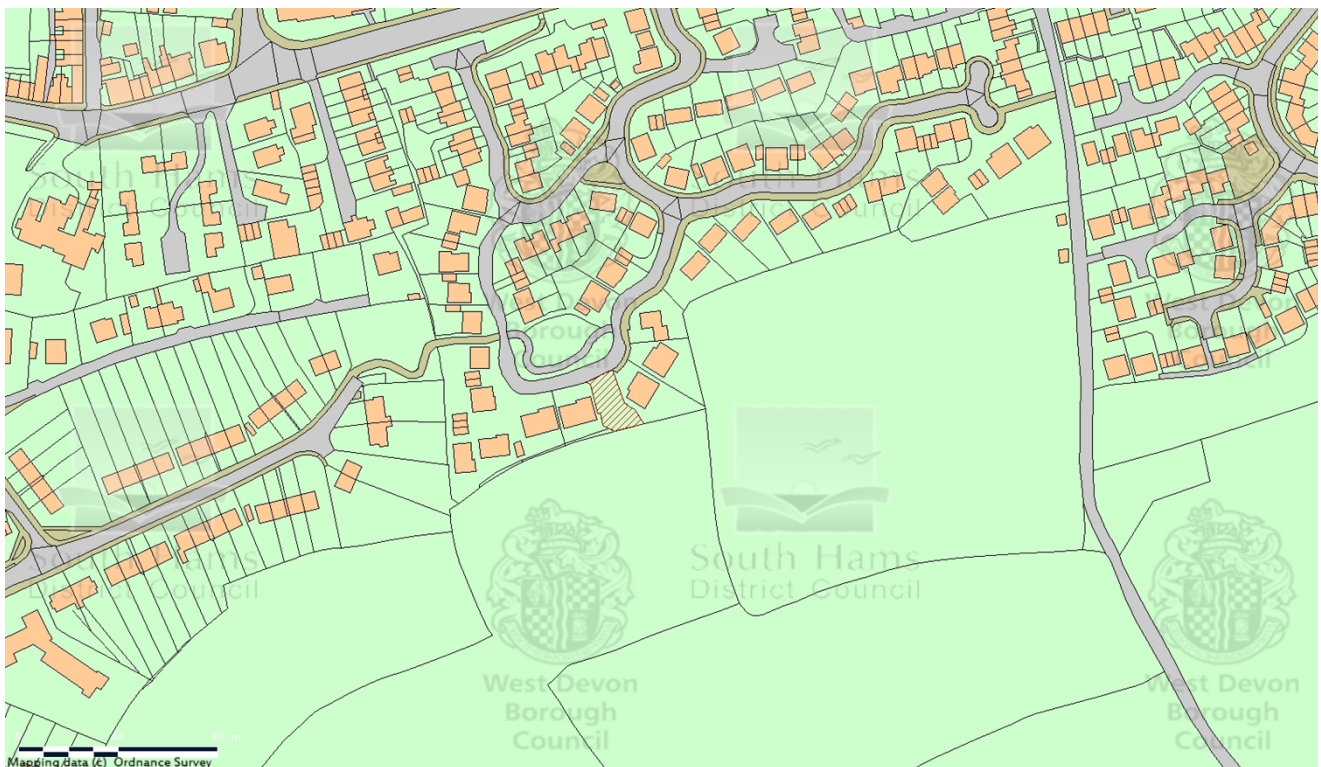 South Hams
District Council
South Hams
District Council
West Devon
Borough
Council
West Devon
Borough
Council
South Hams
District Council
South Hams
District Council
West Devon
Borough
Council
West Devon
Borough
Council
Mapping data (c) Ordnance Survey